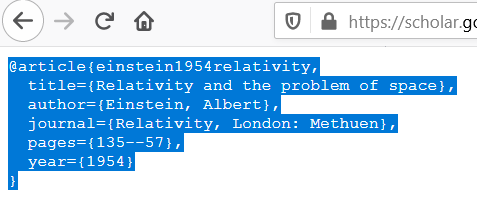 https://scholar.go
@article{einstein1954relativity,
title={Relativity and the problem of space},
author={Einstein, Albert},
journal={Relativity, London: Methuen},
pages={135--57},
year={1954}
}